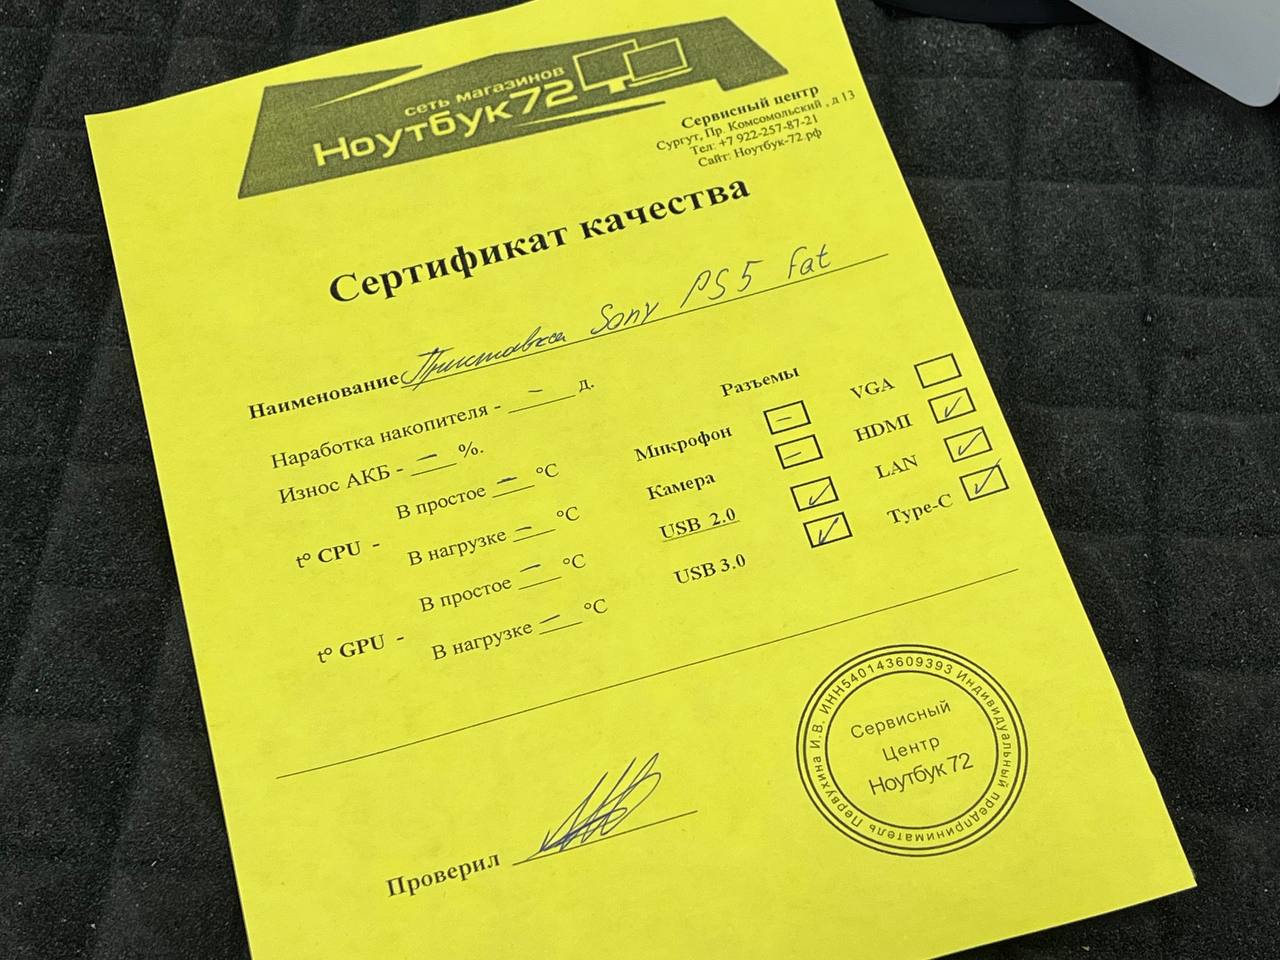 сеть магазинов
Ноутбук72
Сервисный центр
Сургут, Пр. Комсомольский , д 13
Тел: +7 922-257-87-21
Сайт: Ноутбук-72.рф
Сертификат качества
Наименование Приставка Sony PS5 fat
Наработка накопителя - — д.
Износ АКБ - — %.
t° CPU -
В простое — °C
В нагрузке — °C
t° GPU -
В простое — °C
В нагрузке — °C
Разъемы
Микрофон —
Камера —
USB 2.0 ✓
USB 3.0 ✓
VGA
HDMI ✓
LAN ✓
Type-C ✓
Проверил
Индивидуальный предприниматель Первухина И.В. ИНН540143609393
Сервисный
Центр
Ноутбук 72